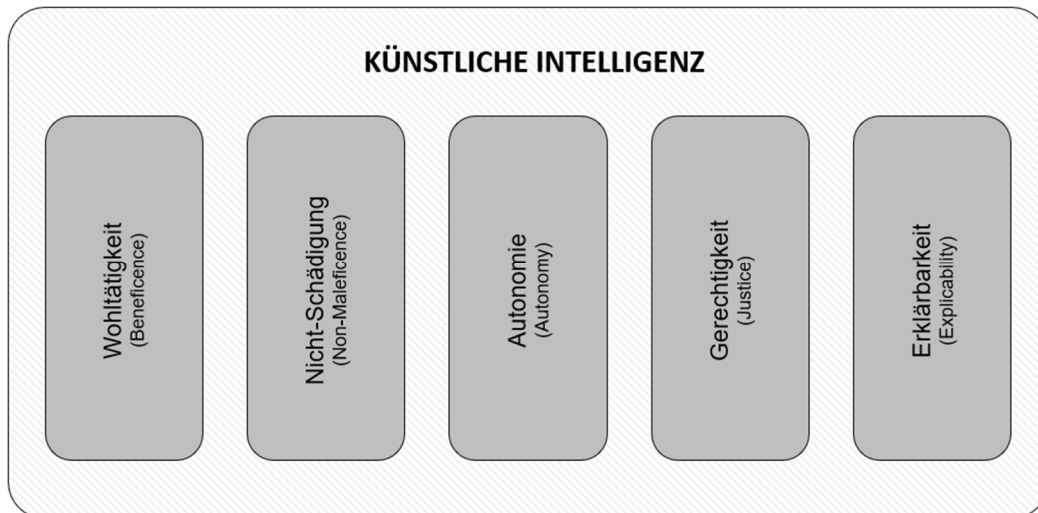 KÜNSTLICHE INTELLIGENZ
Wohltätigkeit
(Beneficence)
Nicht-Schädigung
(Non-Maleficence)
Autonomie
(Autonomy)
Gerechtigkeit
(Justice)
Erklärbarkeit
(Explicability)